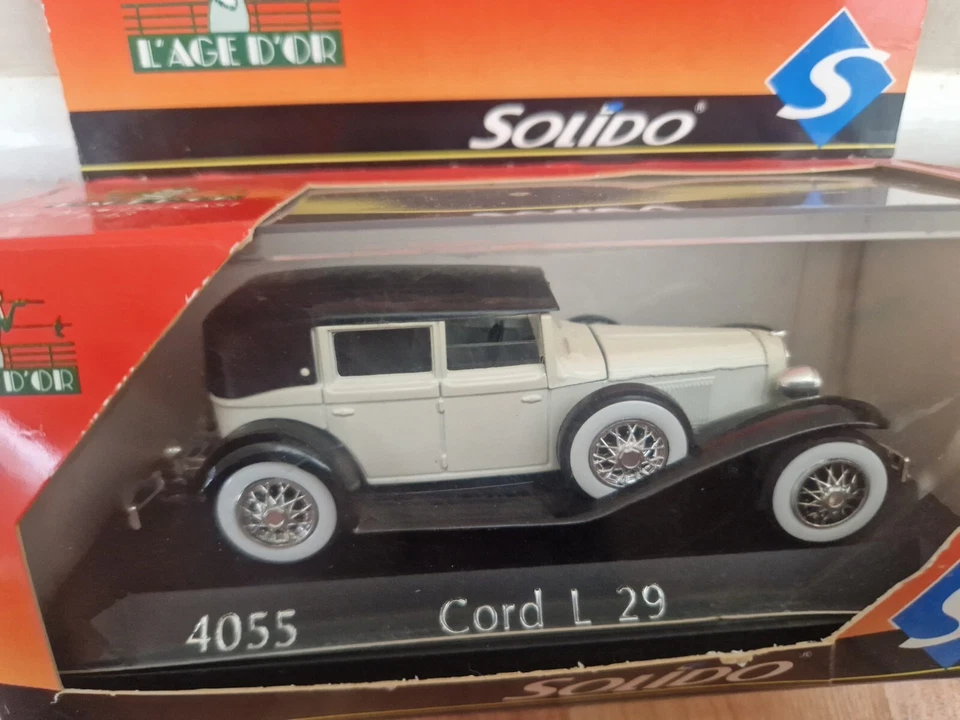 L'AGE D'OR
SOLIDO®
S
D'OR
4055
Cord L 29
S
SOLIDO